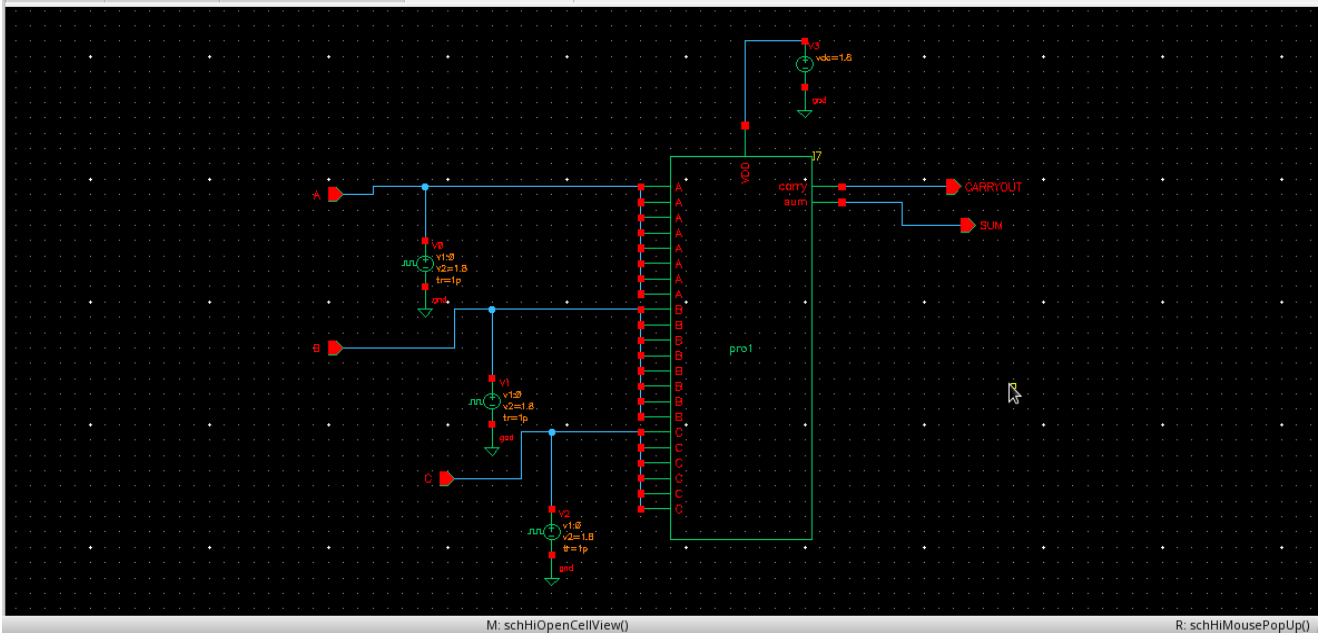 V3
vdc=1.8
gnd
I7
VDD
A
A
carry
CARRYOUT
A
sum
SUM
A
A
A
A
A
A
V0
v1:0
v2=1.8
tr=1p
gnd
B
B
B
B
B
B
B
B
B
pro1
V1
v1:0
v2=1.8
tr=1p
gnd
C
C
C
C
C
C
C
V2
v1:0
v2=1.8
tr=1p
gnd
M: schHiOpenCellView()
R: schHiMousePopUp()